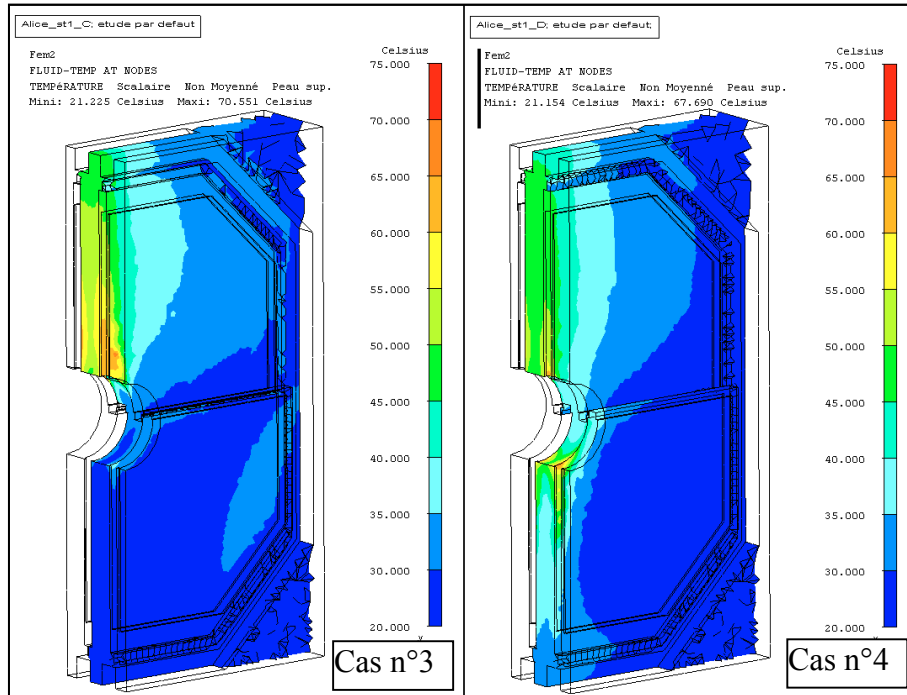 Alice_st1_C; etude par defaut
Fem2
FLUID-TEMP AT NODES
TEMPéRATURE Scalaire Non Moyenné Peau sup.
Mini: 21.225 Celsius Maxi: 70.551 Celsius
Celsius
75.000
70.000
65.000
60.000
55.000
50.000
45.000
40.000
35.000
30.000
20.000
Cas n°3
Alice_st1_D; etude par defaut;
Fem2
FLUID-TEMP AT NODES
TEMPéRATURE Scalaire Non Moyenné Peau sup.
Mini: 21.154 Celsius Maxi: 67.690 Celsius
Celsius
75.000
70.000
65.000
60.000
55.000
50.000
45.000
40.000
35.000
30.000
20.000
Cas n°4